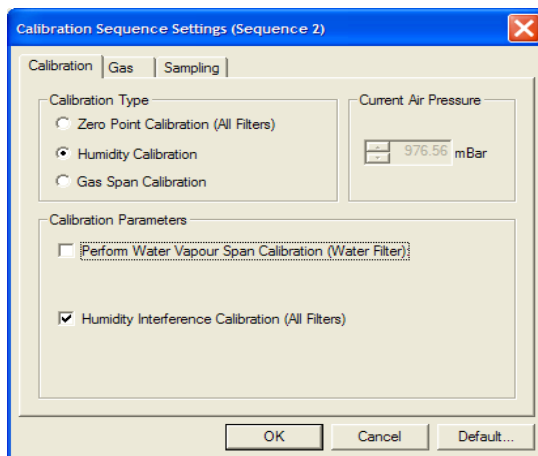 Calibration Sequence Settings (Sequence 2)
Calibration Gas Sampling
Calibration Type
Zero Point Calibration (All Filters)
Humidity Calibration
Gas Span Calibration
Current Air Pressure
976.56 mBar
Calibration Parameters
Perform Water Vapour Span Calibration (Water Filter)
Humidity Interference Calibration (All Filters)
OK Cancel Default...